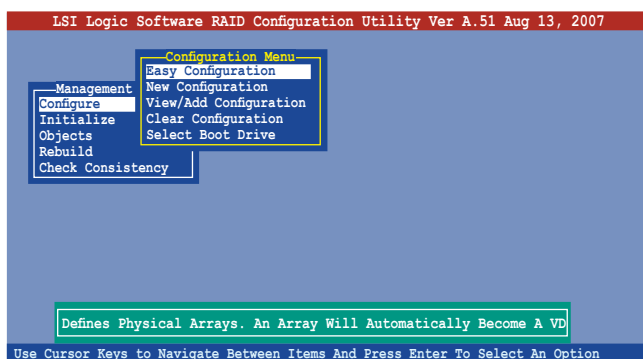 LSI Logic Software RAID Configuration Utility Ver A.51 Aug 13, 2007
Configuration Menu
Easy Configuration
New Configuration
View/Add Configuration
Clear Configuration
Select Boot Drive
Management
Configure
Initialize
Objects
Rebuild
Check Consistency
Defines Physical Arrays. An Array Will Automatically Become A VD
Use Cursor Keys to Navigate Between Items And Press Enter To Select An Option